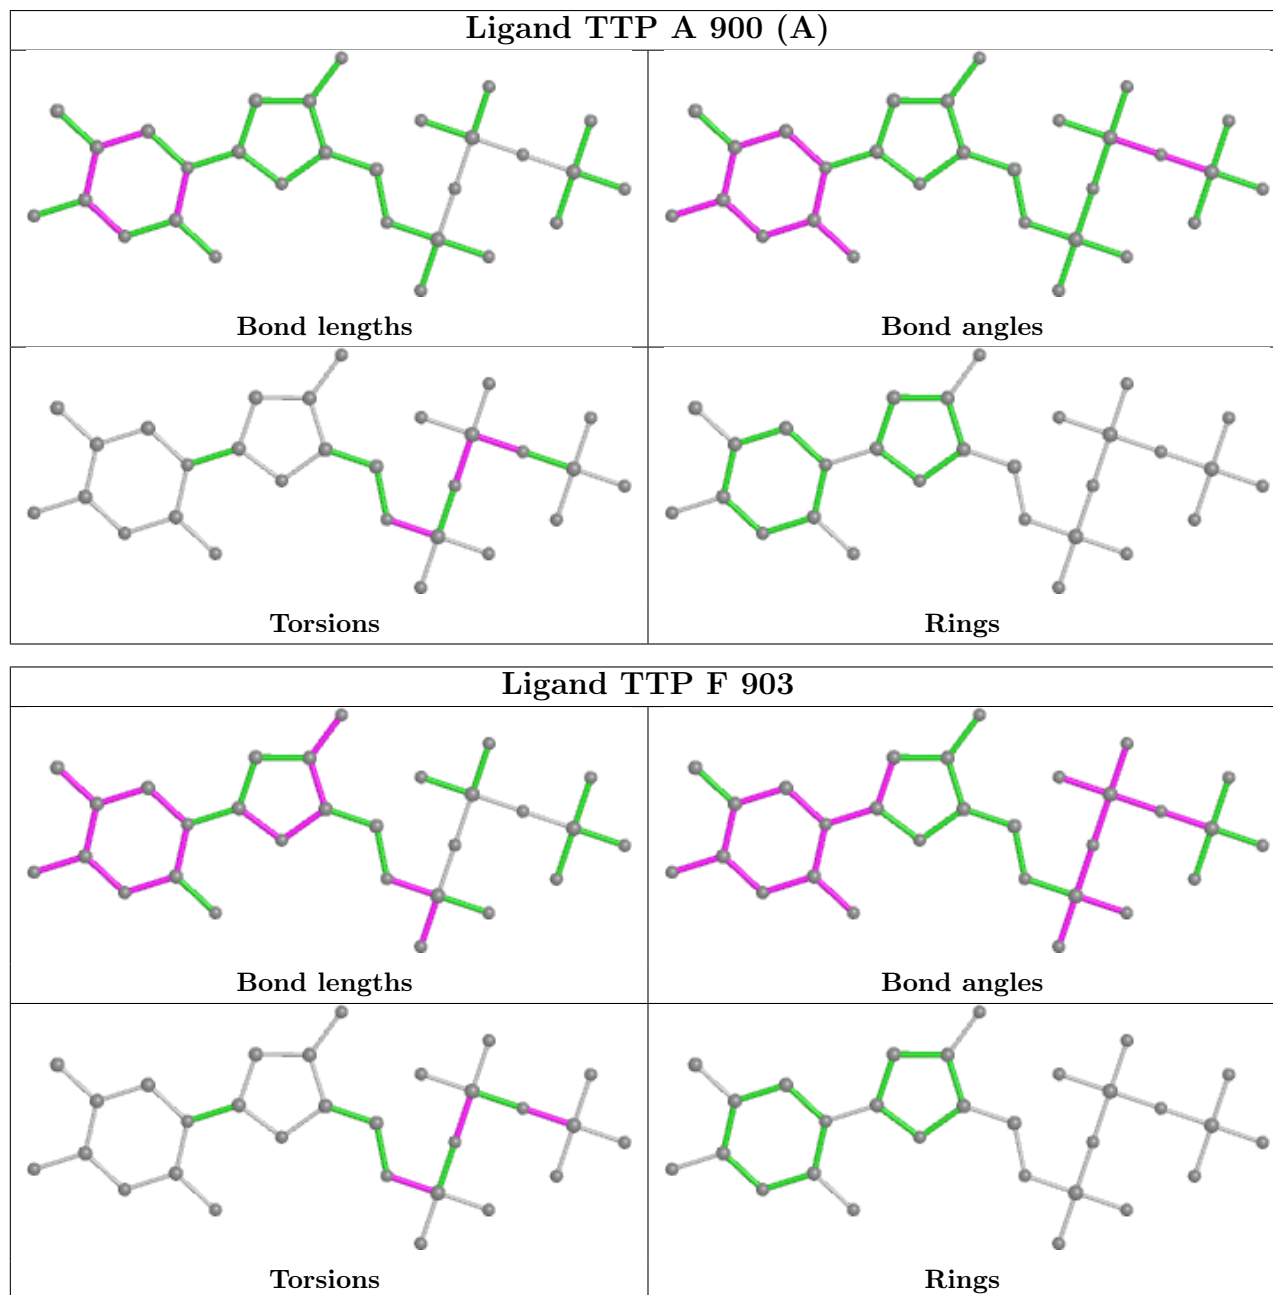 Ligand TTP A 900 (A)
Bond lengths
Bond angles
Torsions
Rings
Ligand TTP F 903
Bond lengths
Bond angles
Torsions
Rings